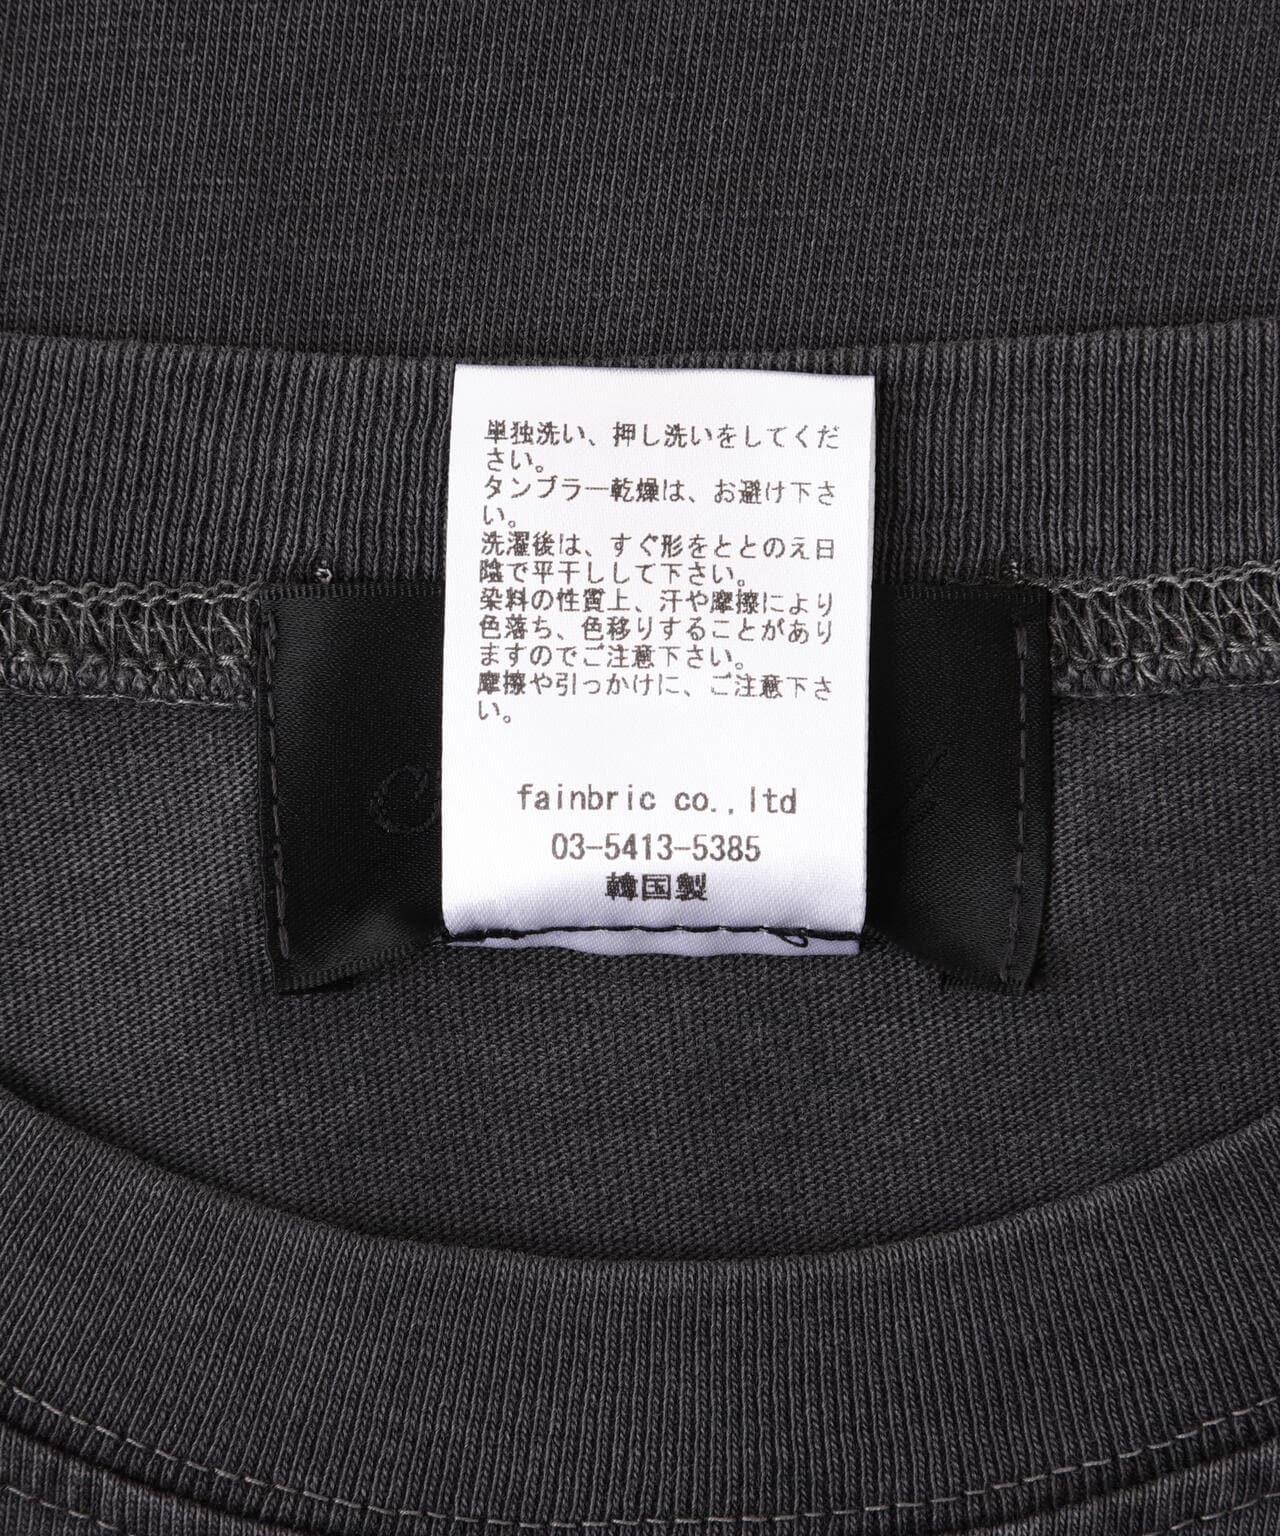 単独洗い、押し洗いをしてくだ
さい。
タンブラー乾燥は、お避け下さ
い。
洗濯後は、すぐ形をととのえ日
陰で平干しして下さい。
染料の性質上、汗や摩擦により
色落ち、色移りすることがあり
ますのでご注意下さい。
摩擦や引っかけに、ご注意下さ
い。
fainbric co.,ltd
03-5413-5385
韓国製